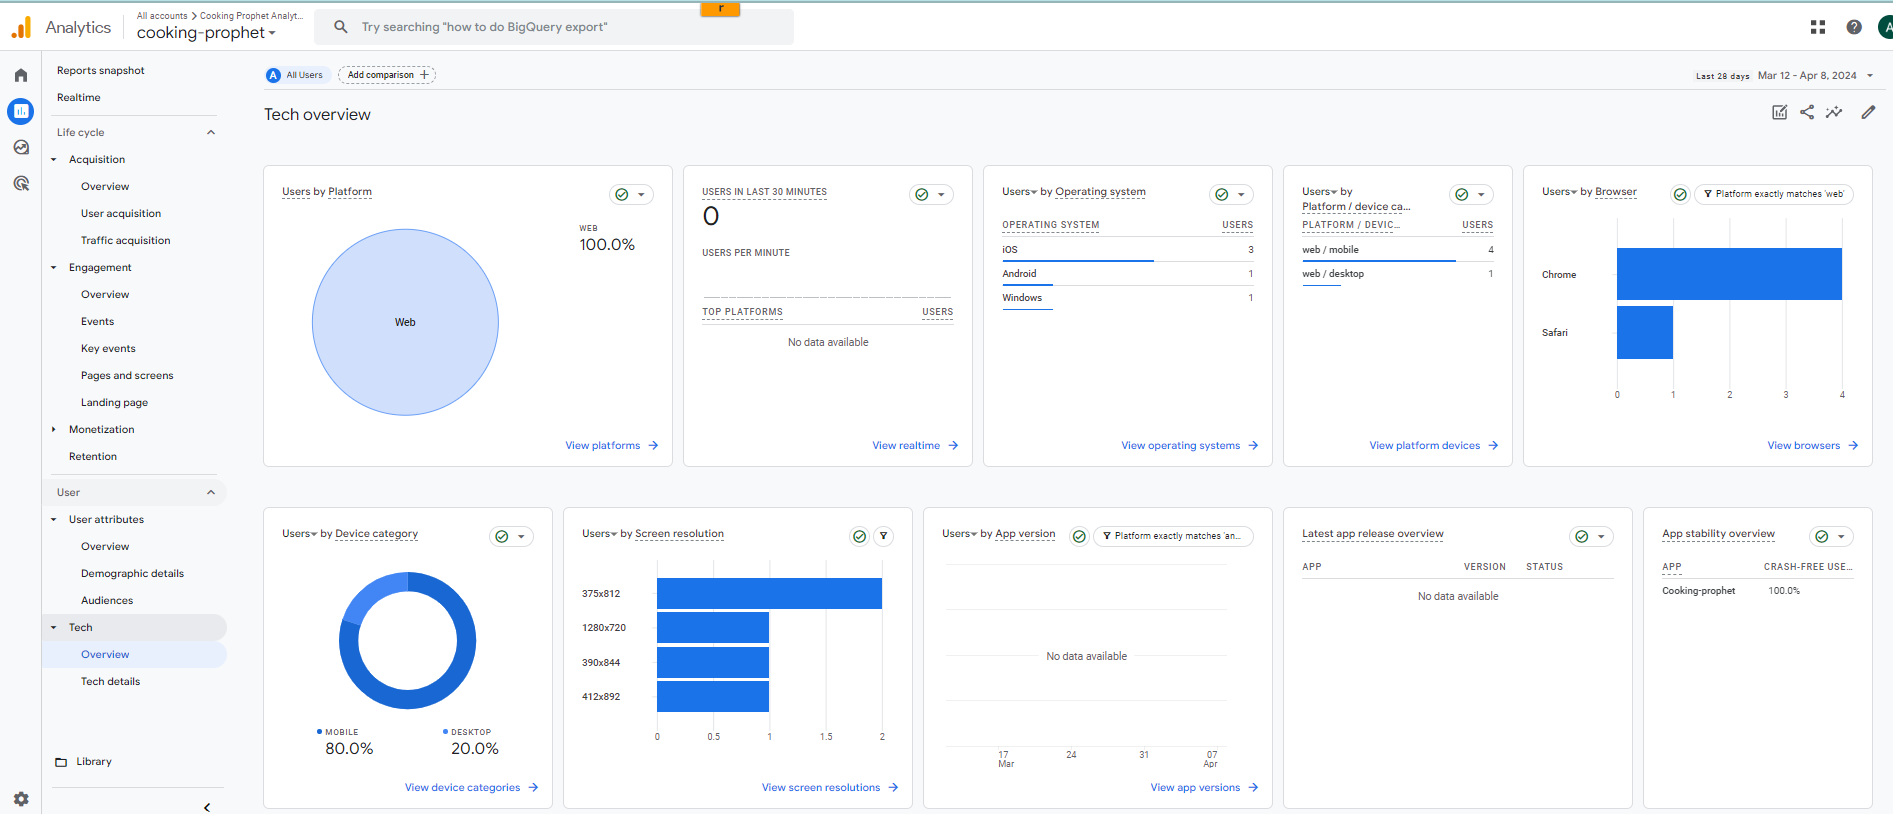 r
Analytics
All accounts > Cooking Prophet Analyt...
cooking-prophet
Try searching "how to do BigQuery export"
A
Reports snapshot
Realtime
Life cycle
Acquisition
Overview
User acquisition
Traffic acquisition
Engagement
Overview
Events
Key events
Pages and screens
Landing page
Monetization
Retention
User
User attributes
Overview
Demographic details
Audiences
Tech
Overview
Tech details
Library
A All Users
Add comparison +
Last 28 days Mar 12 - Apr 8, 2024
Tech overview
Users by Platform
WEB
100.0%
Web
View platforms
USERS IN LAST 30 MINUTES
0
USERS PER MINUTE
TOP PLATFORMS USERS
No data available
View realtime
Users by Operating system
OPERATING SYSTEM USERS
iOS 3
Android 1
Windows 1
View operating systems
Users by
Platform / device ca...
PLATFORM / DEVIC... USERS
web / mobile 4
web / desktop 1
View platform devices
Users by Browser
Platform exactly matches 'web'
Chrome
Safari
0 1 2 3 4
View browsers
Users by Device category
MOBILE
80.0%
DESKTOP
20.0%
View device categories
Users by Screen resolution
375x812
1280x720
390x844
412x892
0 0.5 1 1.5 2
View screen resolutions
Users by App version
Platform exactly matches 'an...
No data available
17 24 31 07
Mar Apr
View app versions
Latest app release overview
APP VERSION STATUS
No data available
App stability overview
APP CRASH-FREE USE...
Cooking-prophet 100.0%